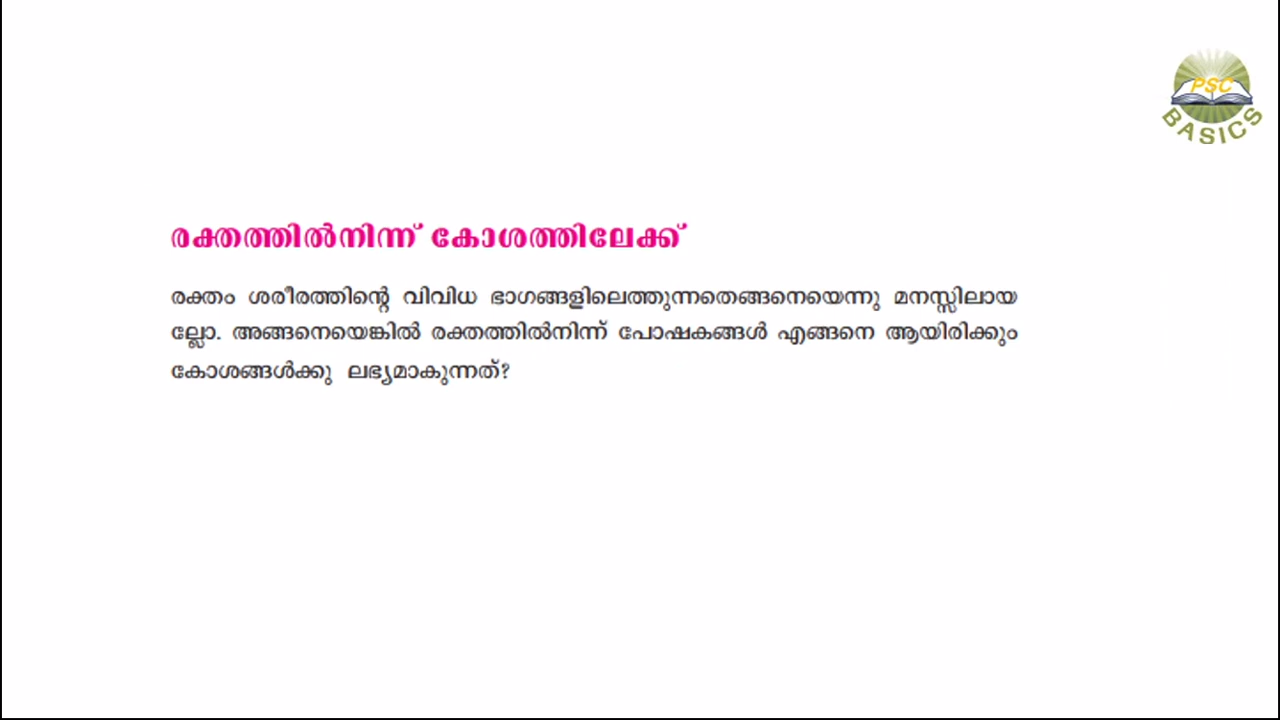 PSC
BASICS
രക്തത്തിൽനിന്ന് കോശത്തിലേക്ക്
രക്തം ശരീരത്തിന്റെ വിവിധ ഭാഗങ്ങളിലെത്തുന്നതെങ്ങനെയെന്നു മനസ്സിലായ
ല്ലോ. അങ്ങനെയെങ്കിൽ രക്തത്തിൽനിന്ന് പോഷകങ്ങൾ എങ്ങനെ ആയിരിക്കും
കോശങ്ങൾക്കു ലഭ്യമാകുന്നത്?